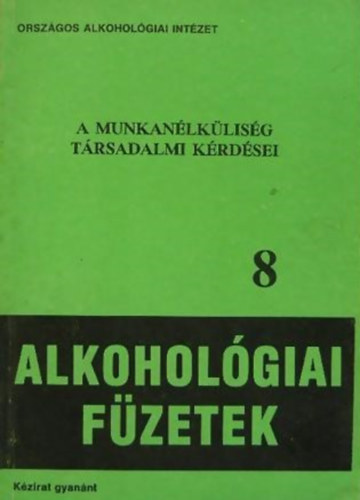 ORSZÁGOS ALKOHOLÓGIAI INTÉZET
A MUNKANÉLKÜLISÉG
TÁRSADALMI KÉRDÉSEI
8
ALKOHOLÓGIAI
FÜZETEK
Kézirat gyanánt